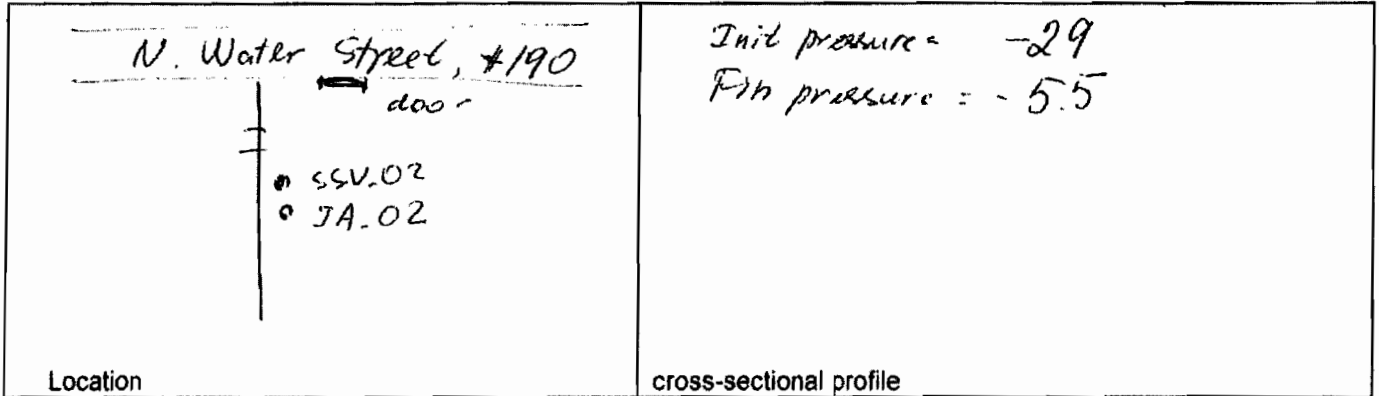 N. Water Street, #190
door
SSV-02
IA-02
Location
Init pressure = -29
Fin pressure = -5.5
cross-sectional profile